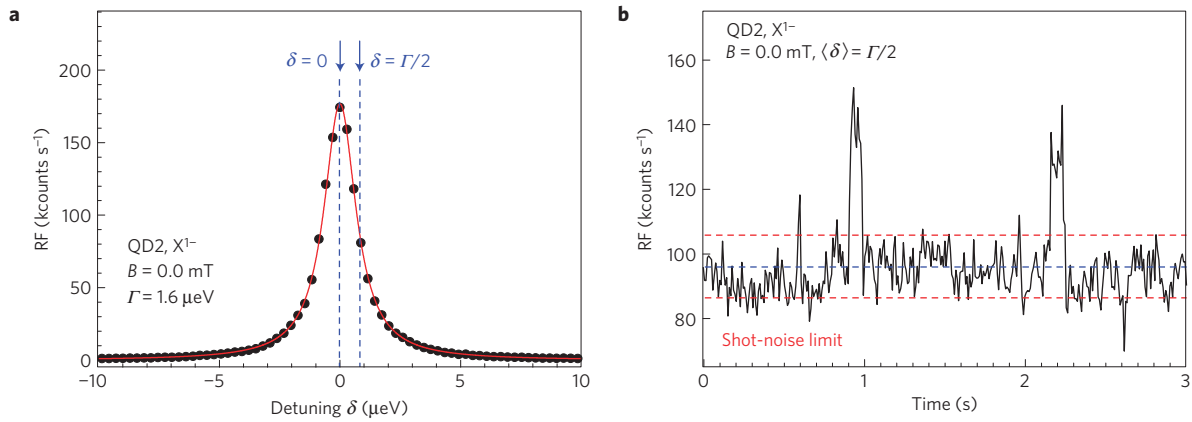 a
RF (kcounts s⁻¹)
200
150
100
50
0
δ = 0
δ = Γ/2
QD2, X¹⁻
B = 0.0 mT
Γ = 1.6 μeV
−10
−5
0
5
10
Detuning δ (μeV)
b
RF (kcounts s⁻¹)
160
140
120
100
80
QD2, X¹⁻
B = 0.0 mT, ⟨δ⟩ = Γ/2
Shot-noise limit
0
1
2
3
Time (s)